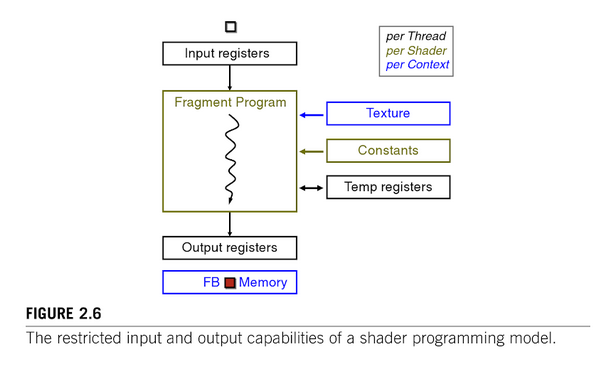 Input registers
per Thread
per Shader
per Context
Fragment Program
Texture
Constants
Temp registers
Output registers
FB Memory
FIGURE 2.6
The restricted input and output capabilities of a shader programming model.